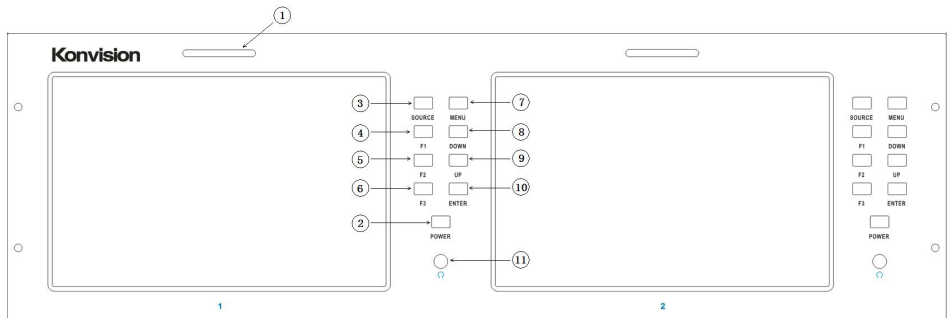 1
Konvision
3 7
SOURCE MENU SOURCE MENU
4 8
F1 DOWN F1 DOWN
5 9
F2 UP F2 UP
6 10
F3 ENTER F3 ENTER
2
POWER POWER
11
1 2